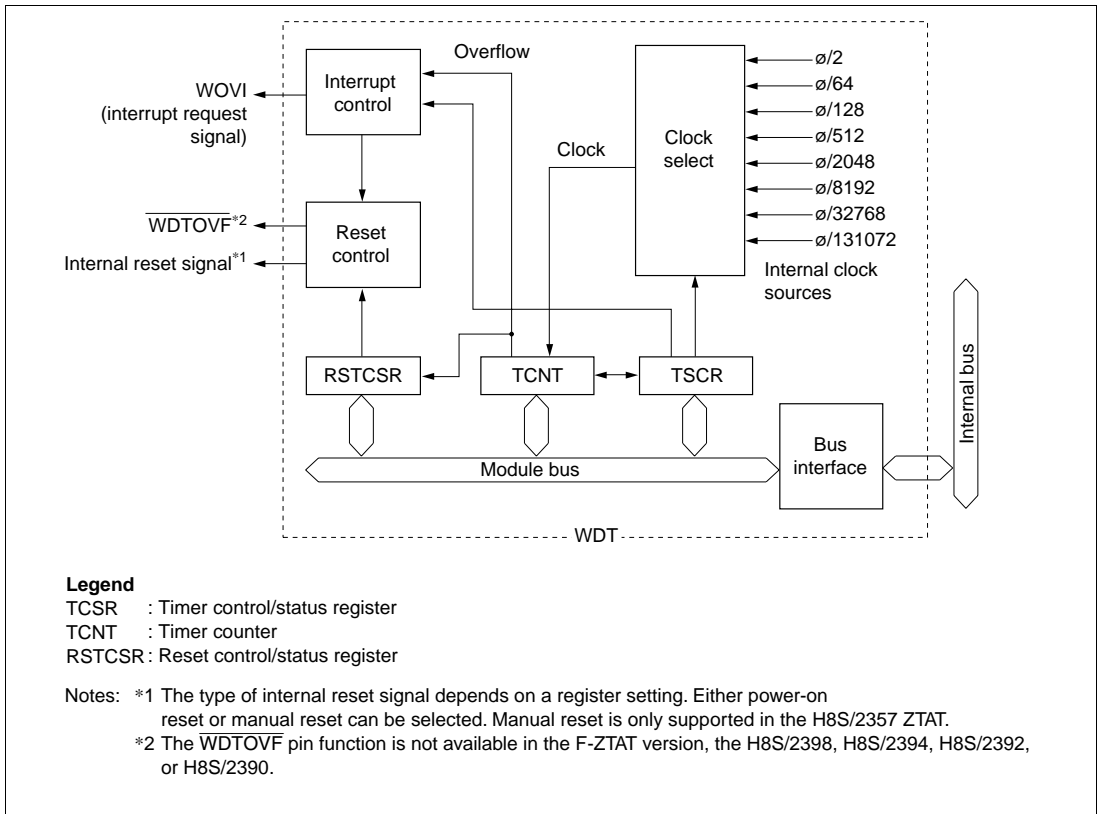 Overflow
Interrupt
control
WOVI
(interrupt request
signal)
Clock
Clock
select
ø/2
ø/64
ø/128
ø/512
ø/2048
ø/8192
ø/32768
ø/131072
Internal clock
sources
WDTOVF*2
Internal reset signal*1
Reset
control
RSTCSR
TCNT
TSCR
Module bus
Bus
interface
Internal bus
WDT
Legend
TCSR : Timer control/status register
TCNT : Timer counter
RSTCSR : Reset control/status register
Notes: *1 The type of internal reset signal depends on a register setting. Either power-on
reset or manual reset can be selected. Manual reset is only supported in the H8S/2357 ZTAT.
*2 The WDTOVF pin function is not available in the F-ZTAT version, the H8S/2398, H8S/2394, H8S/2392,
or H8S/2390.